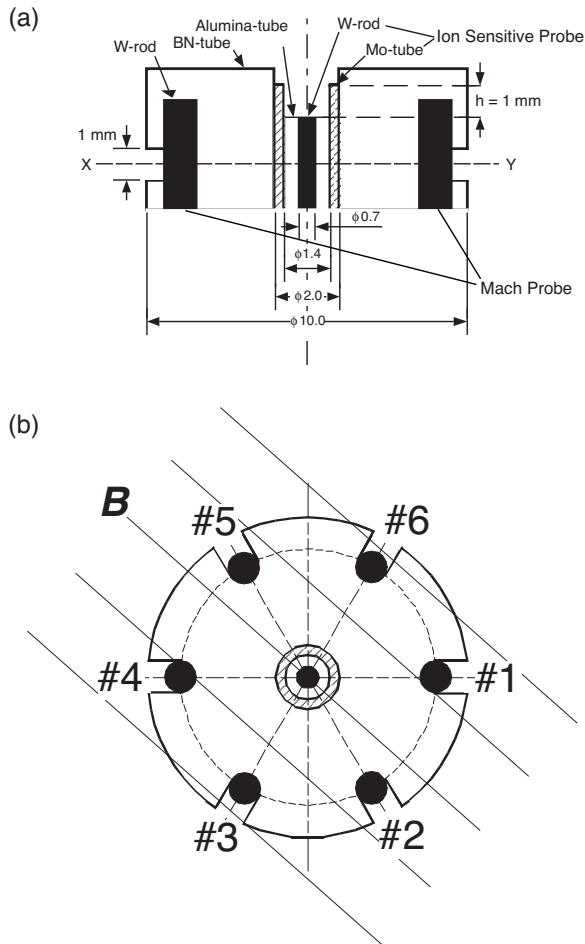 (a)
Alumina-tube
W-rod
BN-tube
Ion Sensitive Probe
W-rod
Mo-tube
h = 1 mm
1 mm
X
Y
ϕ0.7
ϕ1.4
ϕ2.0
Mach Probe
ϕ10.0
(b)
B
#5
#6
#4
#1
#3
#2